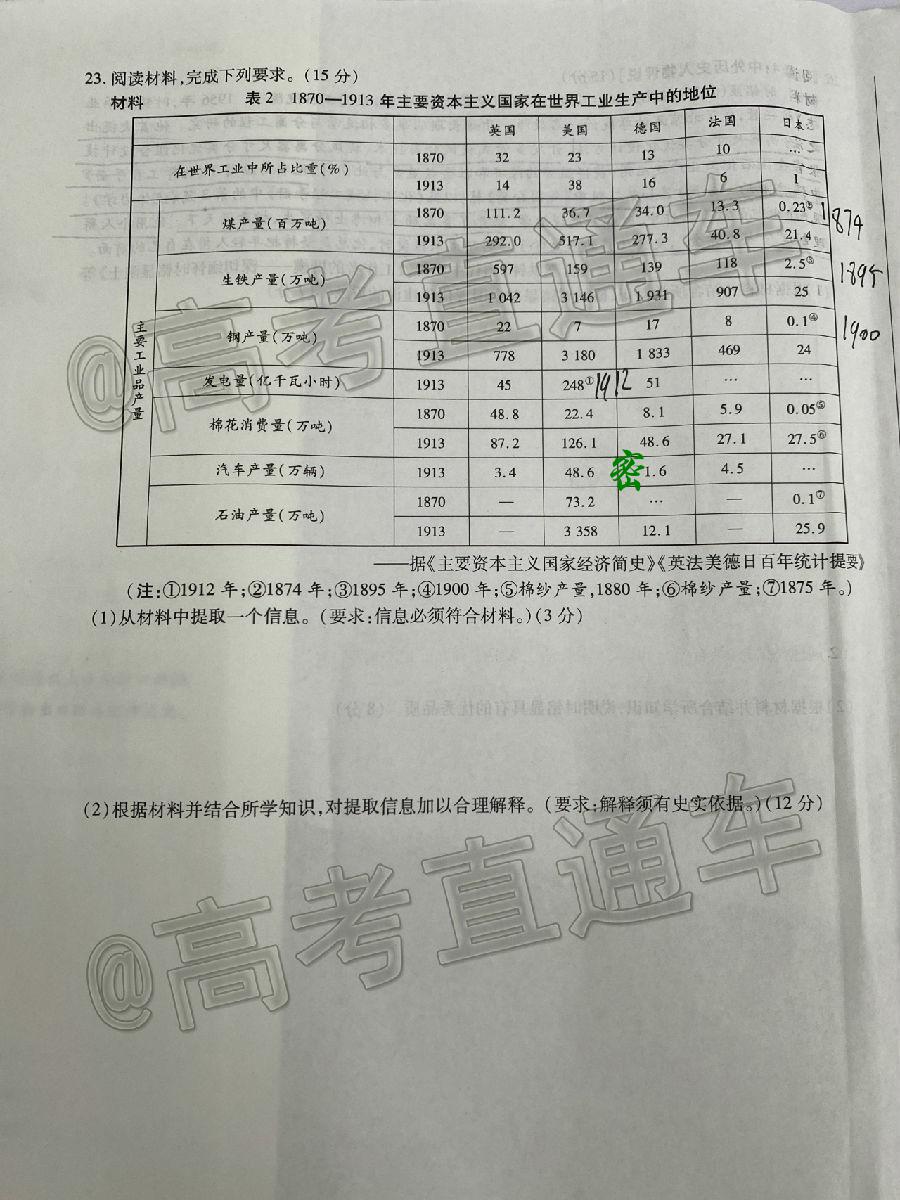 23. 阅读材料,完成下列要求。(15 分)
材料 表 2 1870—1913 年主要资本主义国家在世界工业生产中的地位
英国 美国 德国 法国 日本
在世界工业中所占比重(%) 1870 32 23 13 10 …
1913 14 38 16 6 1
主要工业品产量
煤产量(百万吨) 1870 111.2 36.7 34.0 13.3 0.23② 1874
1913 292.0 517.1 277.3 40.8 21.4
生铁产量(万吨) 1870 597 159 139 118 2.5③ 1895
1913 1 042 3 146 1 931 907 25
钢产量(万吨) 1870 22 7 17 8 0.1④ 1900
1913 778 3 180 1 833 469 24
发电量(亿千瓦小时) 1913 45 248① 1912 51 … …
棉花消费量(万吨) 1870 48.8 22.4 8.1 5.9 0.05⑤
1913 87.2 126.1 48.6 27.1 27.5⑥
汽车产量(万辆) 1913 3.4 48.6 密 1.6 4.5 …
石油产量(万吨) 1870 — 73.2 … — 0.1⑦
1913 — 3 358 12.1 — 25.9
——据《主要资本主义国家经济简史》《英法美德日百年统计提要》
(注:①1912 年;②1874 年;③1895 年;④1900 年;⑤棉纱产量,1880 年;⑥棉纱产量;⑦1875 年。)
(1)从材料中提取一个信息。(要求:信息必须符合材料。)(3 分)
(2)根据材料并结合所学知识,对提取信息加以合理解释。(要求:解释须有史实依据。)(12 分)
@高考直通车
@高考直通车